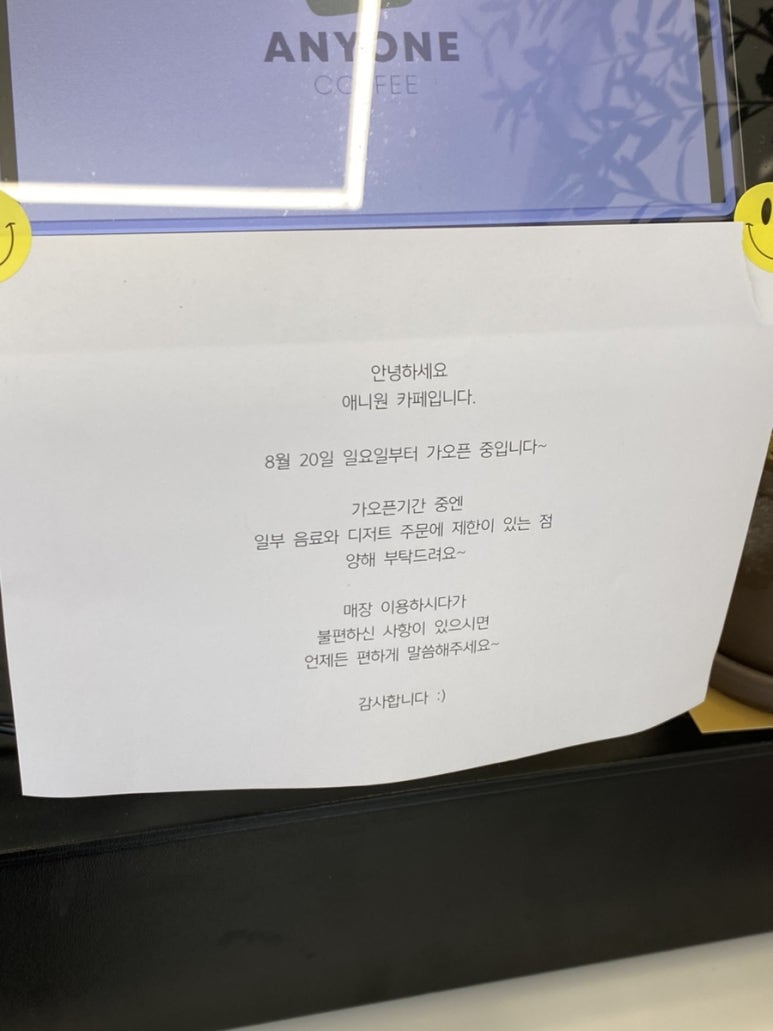 ANYONE
COFFEE
안녕하세요
애니원 카페입니다.
8월 20일 일요일부터 가오픈 중입니다~
가오픈기간 중엔
일부 음료와 디저트 주문에 제한이 있는 점
양해 부탁드려요~
매장 이용하시다가
불편하신 사항이 있으시면
언제든 편하게 말씀해주세요~
감사합니다 :)